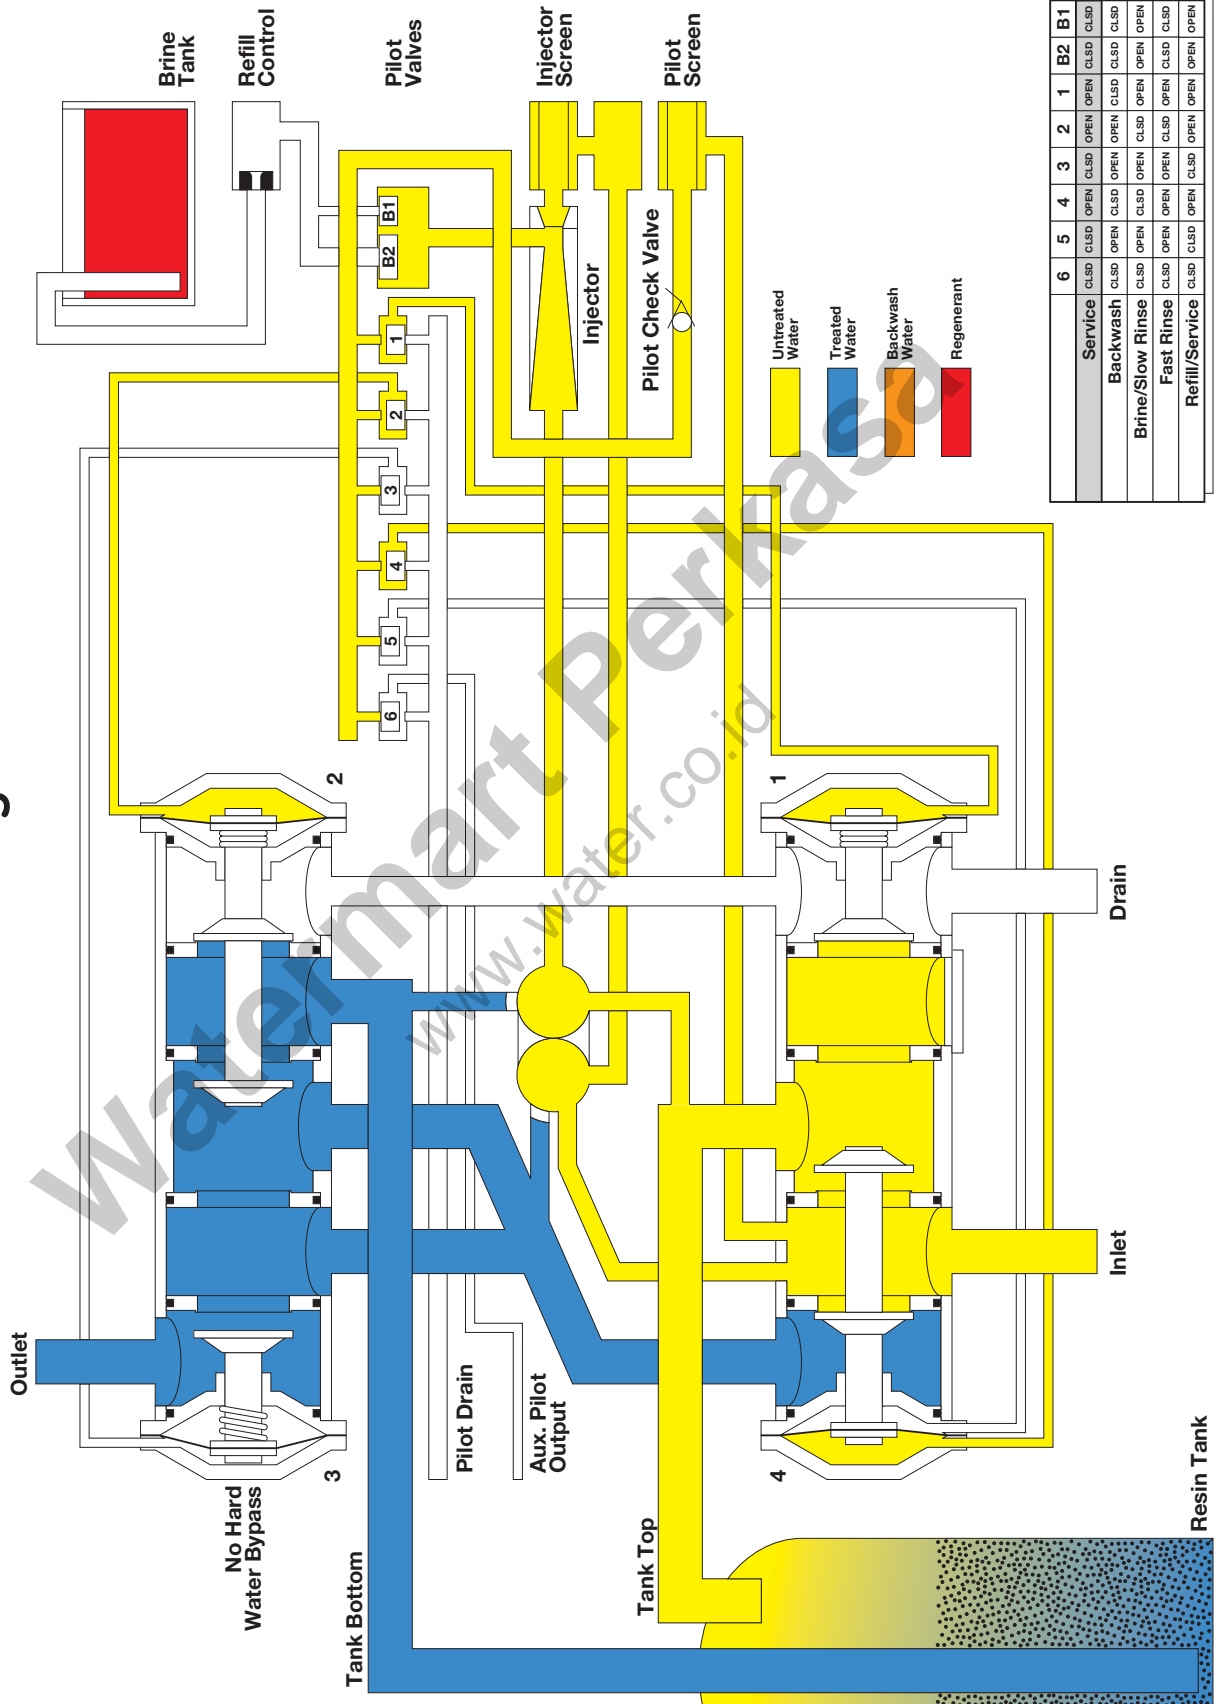 Outlet
No Hard
Water Bypass
3
2
Brine
Tank
Refill
Control
Pilot
Valves
Injector
Screen
Pilot
Screen
6
5
4
3
2
1
B2
B1
Injector
Pilot Check Valve
Pilot Drain
Aux. Pilot
Output
Tank Bottom
Tank Top
4
1
Inlet
Drain
Resin Tank
Untreated
Water
Treated
Water
Backwash
Water
Regenerant
6 5 4 3 2 1 B2 B1
Service CLSD CLSD OPEN CLSD OPEN OPEN CLSD CLSD
Backwash CLSD OPEN CLSD OPEN OPEN CLSD CLSD CLSD
Brine/Slow Rinse CLSD OPEN CLSD OPEN CLSD OPEN OPEN OPEN
Fast Rinse CLSD OPEN OPEN OPEN CLSD OPEN CLSD CLSD
Refill/Service CLSD CLSD OPEN CLSD OPEN OPEN OPEN OPEN
Watermart Perkasa
www.water.co.id